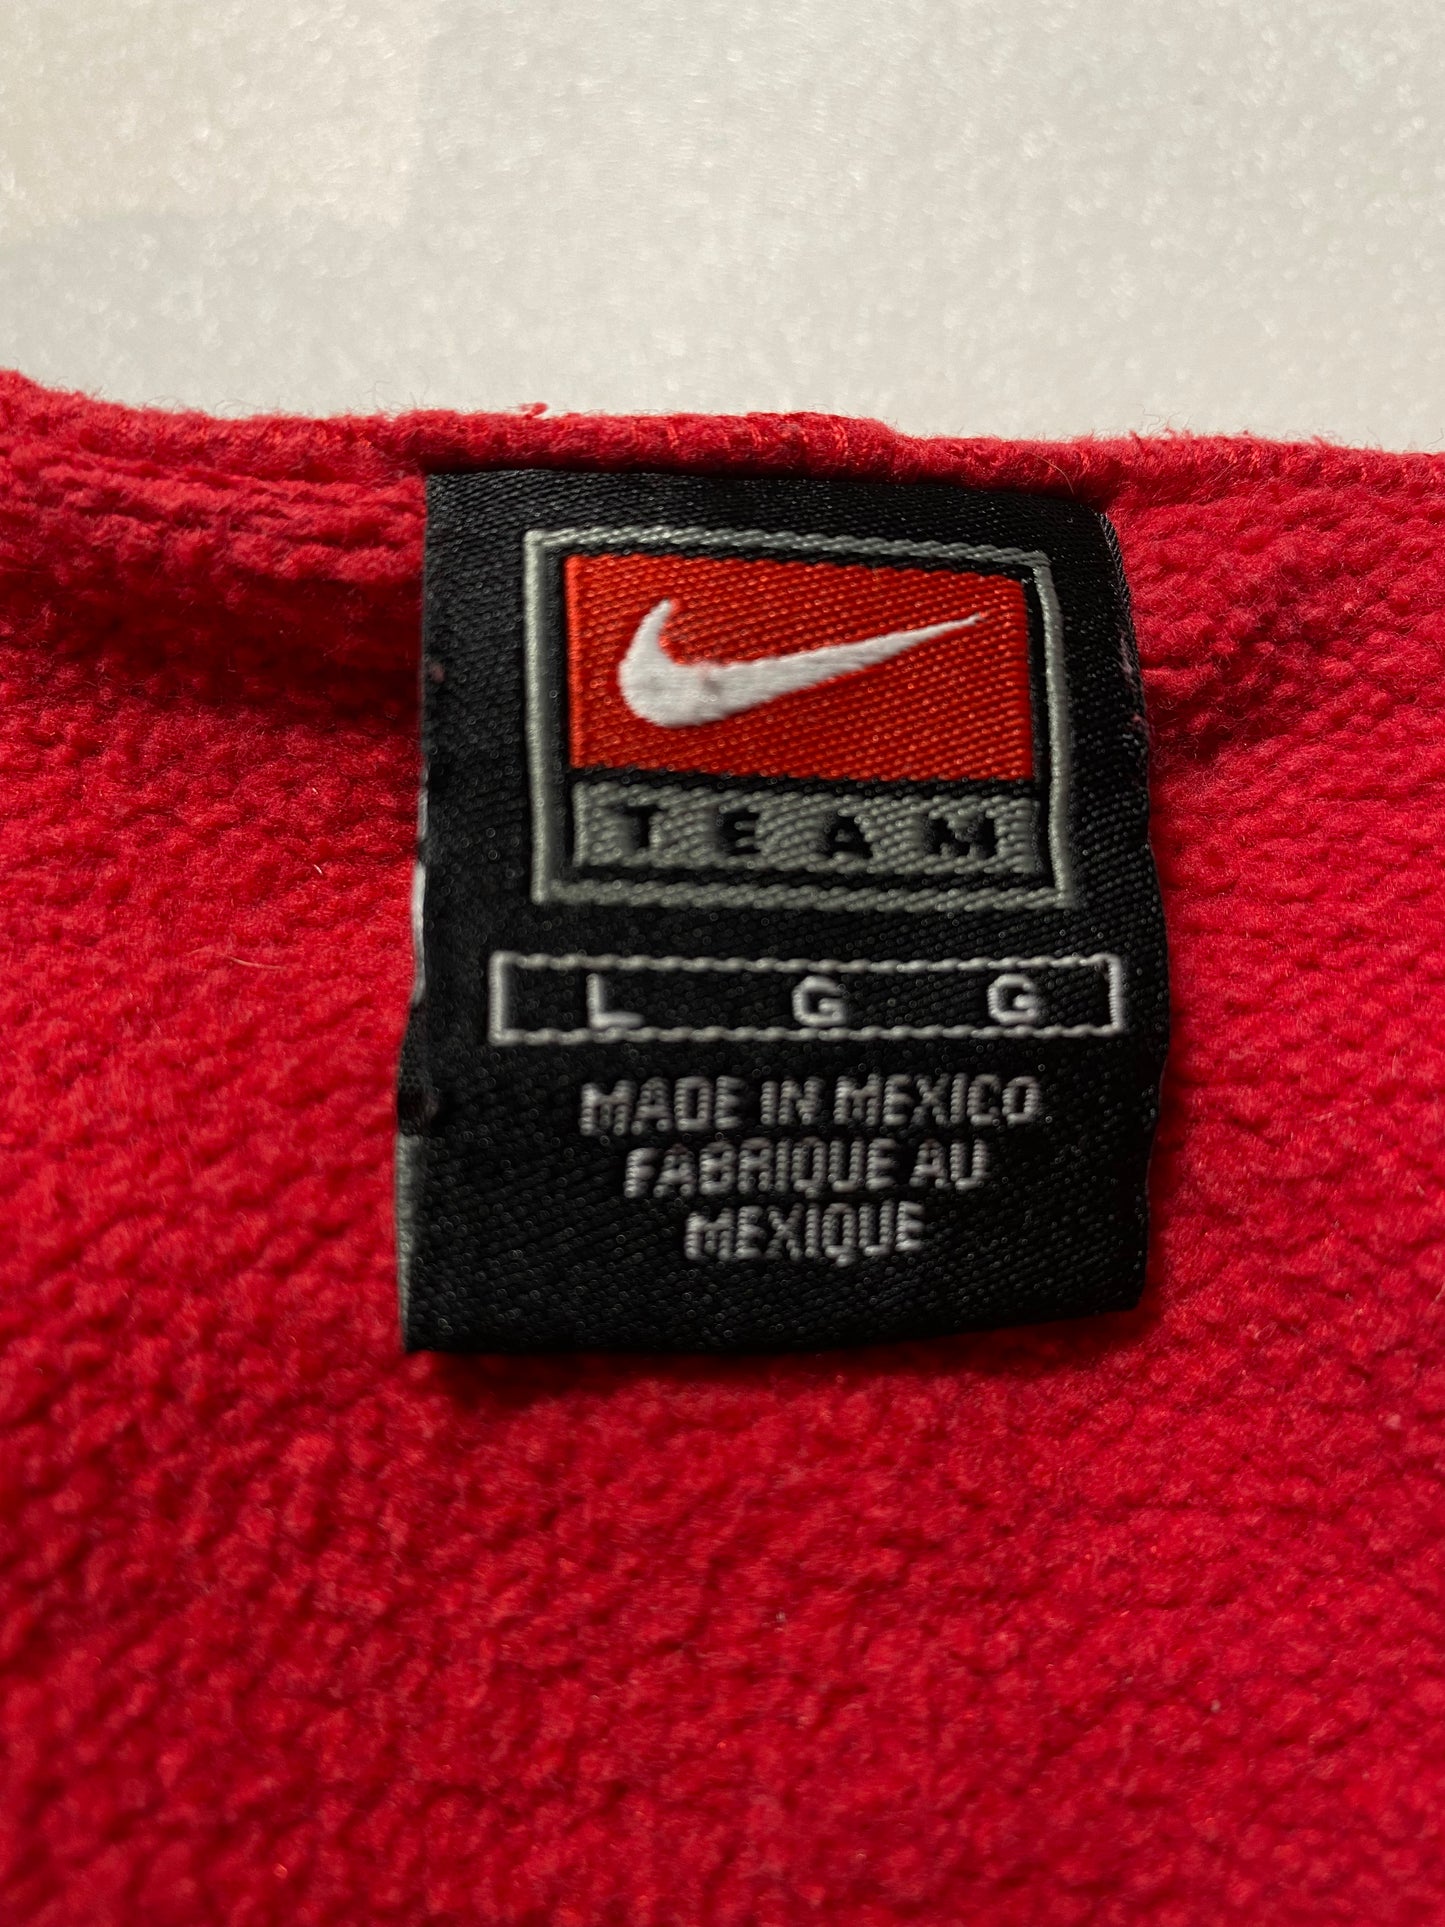 TEAM
L G G
MADE IN MEXICO
FABRIQUE AU
MEXIQUE